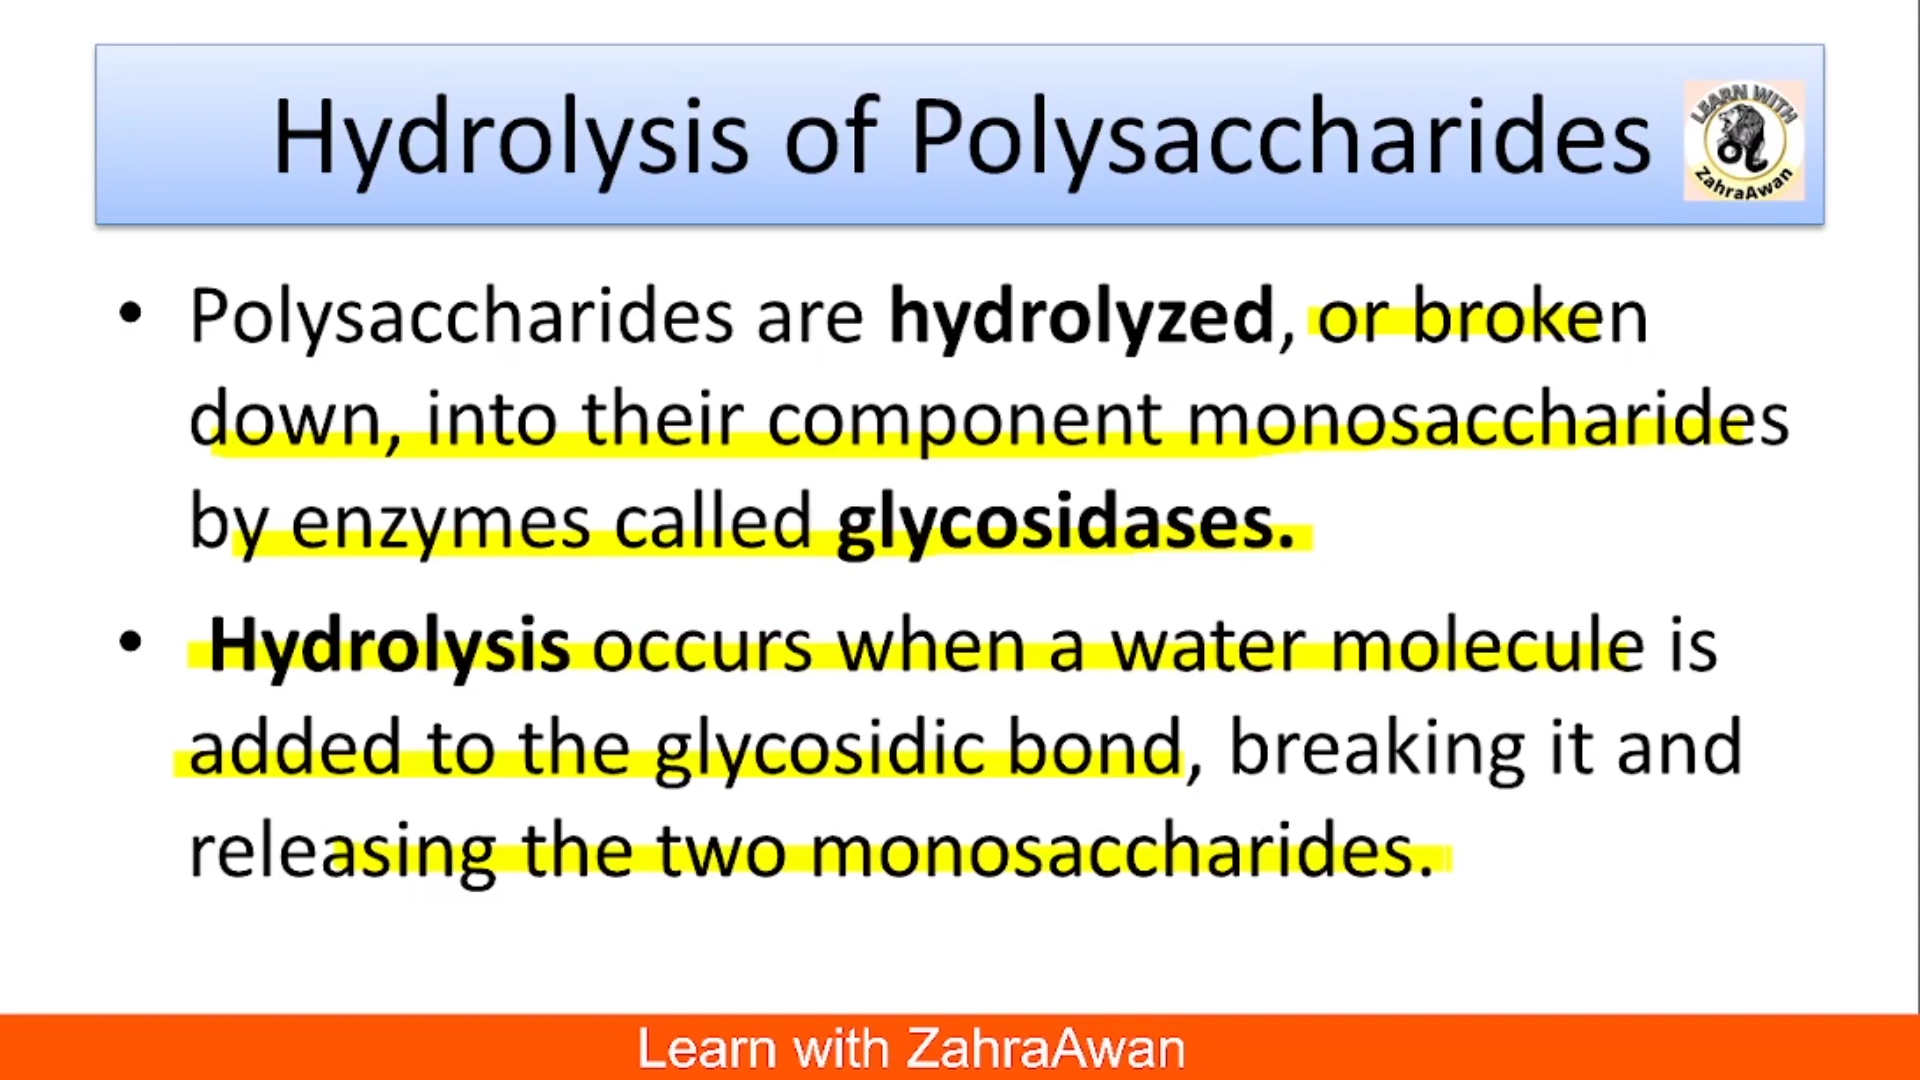 Hydrolysis of Polysaccharides
LEARN WITH
ZahraAwan
• Polysaccharides are hydrolyzed, or broken
down, into their component monosaccharides
by enzymes called glycosidases.
• Hydrolysis occurs when a water molecule is
added to the glycosidic bond, breaking it and
releasing the two monosaccharides.
Learn with ZahraAwan